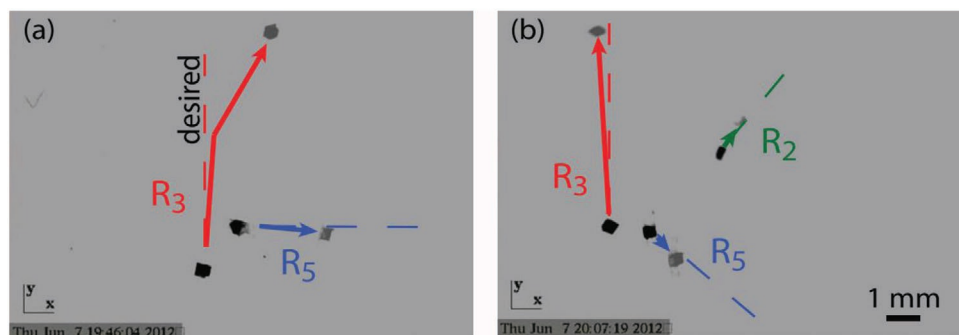 (a)
desired
R3
R5
y
x
Thu Jun 7 19:46:04 2012
(b)
R2
R3
R5
1 mm
y
x
Thu Jun 7 20:07:19 2012